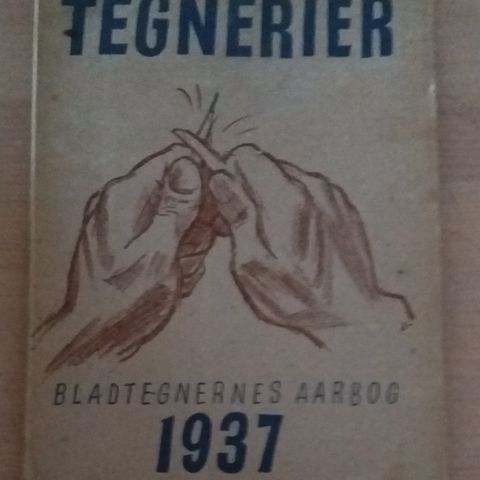 TEGNERIER
BLADTEGNERNES AARBOG
1937